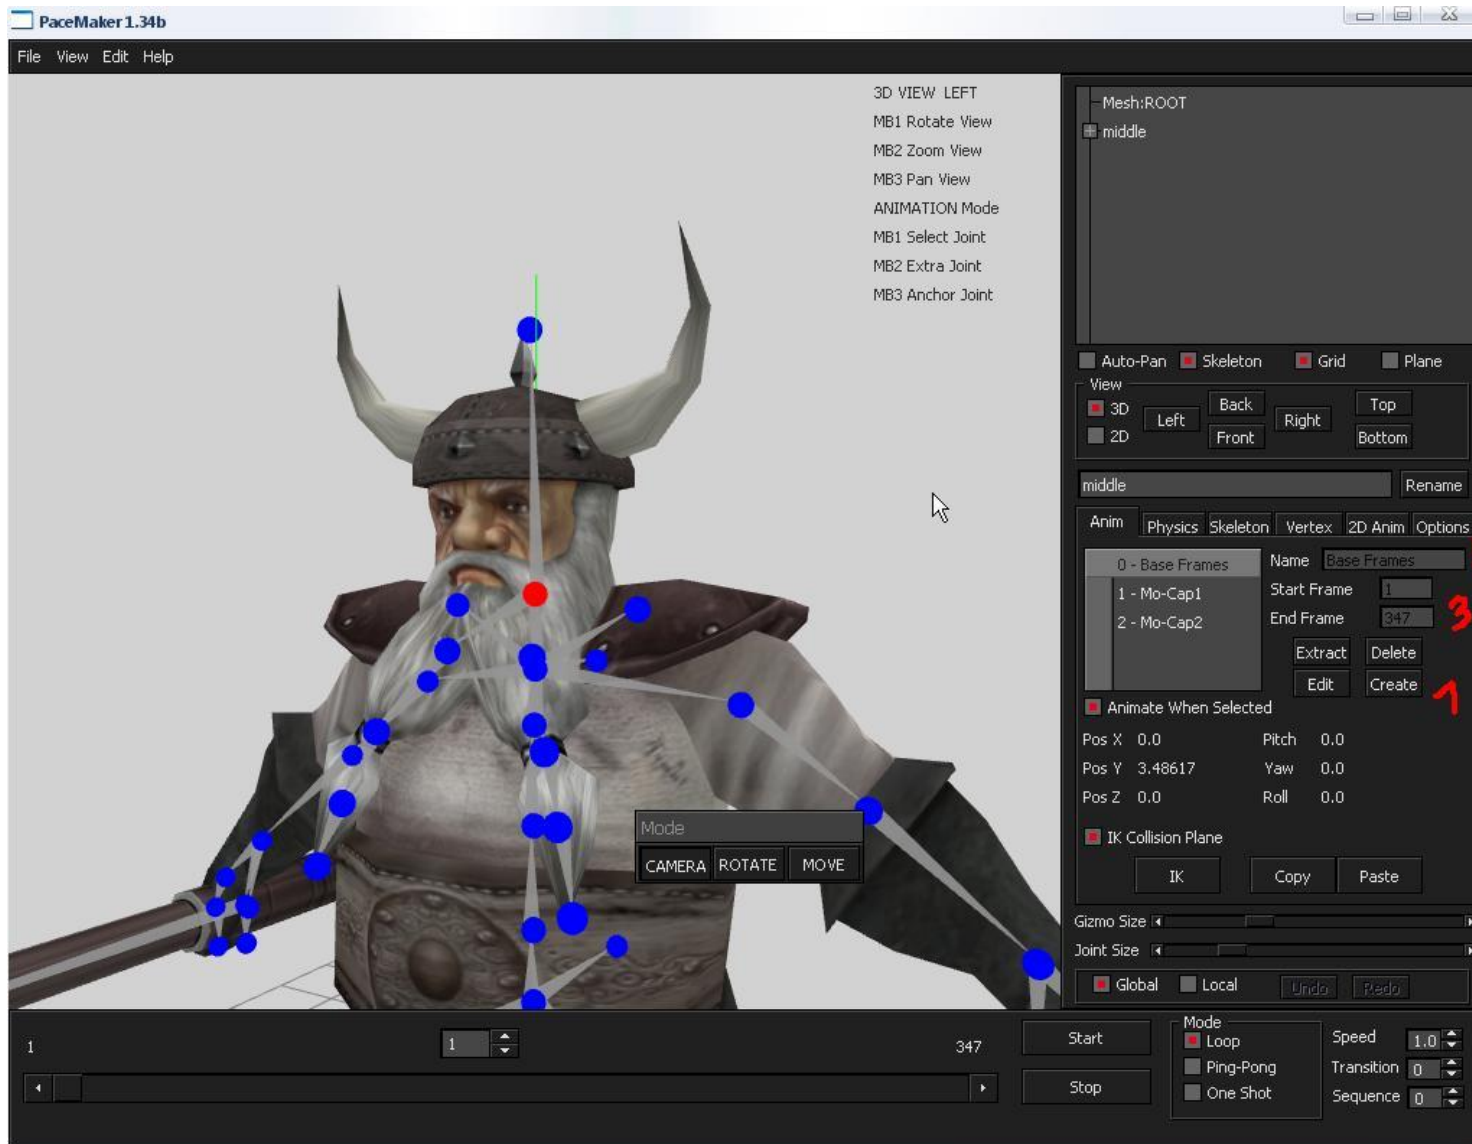 PaceMaker 1.34b
File View Edit Help
3D VIEW LEFT
MB1 Rotate View
MB2 Zoom View
MB3 Pan View
ANIMATION Mode
MB1 Select Joint
MB2 Extra Joint
MB3 Anchor Joint
Mode
CAMERA ROTATE MOVE
Mesh:ROOT
middle
Auto-Pan Skeleton Grid Plane
View
3D Left Back Right Top
2D Front Bottom
middle Rename
Anim Physics Skeleton Vertex 2D Anim Options
0 - Base Frames Name Base Frames
1 - Mo-Cap1 Start Frame 1
2 - Mo-Cap2 End Frame 347 3
Extract Delete
Edit Create 1
Animate When Selected
Pos X 0.0 Pitch 0.0
Pos Y 3.48617 Yaw 0.0
Pos Z 0.0 Roll 0.0
IK Collision Plane
IK Copy Paste
Gizmo Size
Joint Size
Global Local Undo Redo
1 1 347
Start
Stop
Mode
Loop
Ping-Pong
One Shot
Speed 1.0
Transition 0
Sequence 0